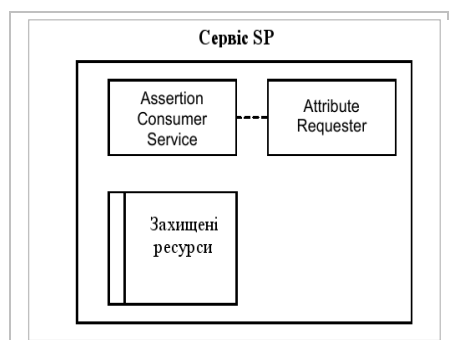 Сервіс SP
Assertion
Consumer
Service
Attribute
Requester
Захищені
ресурси